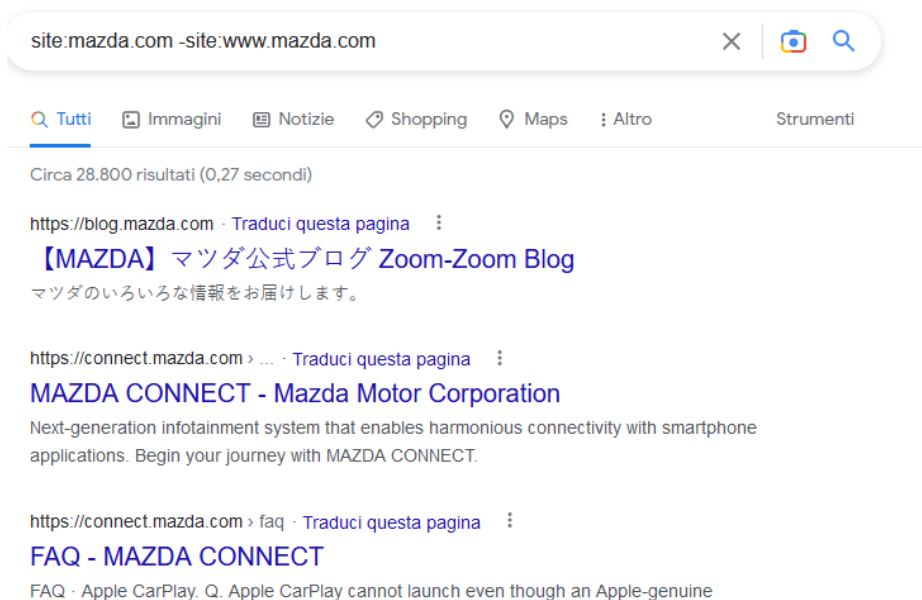 site:mazda.com -site:www.mazda.com
Tutti Immagini Notizie Shopping Maps Altro Strumenti
Circa 28.800 risultati (0,27 secondi)
https://blog.mazda.com · Traduci questa pagina
【MAZDA】マツダ公式ブログ Zoom-Zoom Blog
マツダのいろいろな情報をお届けします。
https://connect.mazda.com › ... · Traduci questa pagina
MAZDA CONNECT - Mazda Motor Corporation
Next-generation infotainment system that enables harmonious connectivity with smartphone
applications. Begin your journey with MAZDA CONNECT.
https://connect.mazda.com › faq · Traduci questa pagina
FAQ - MAZDA CONNECT
FAQ · Apple CarPlay. Q. Apple CarPlay cannot launch even though an Apple-genuine